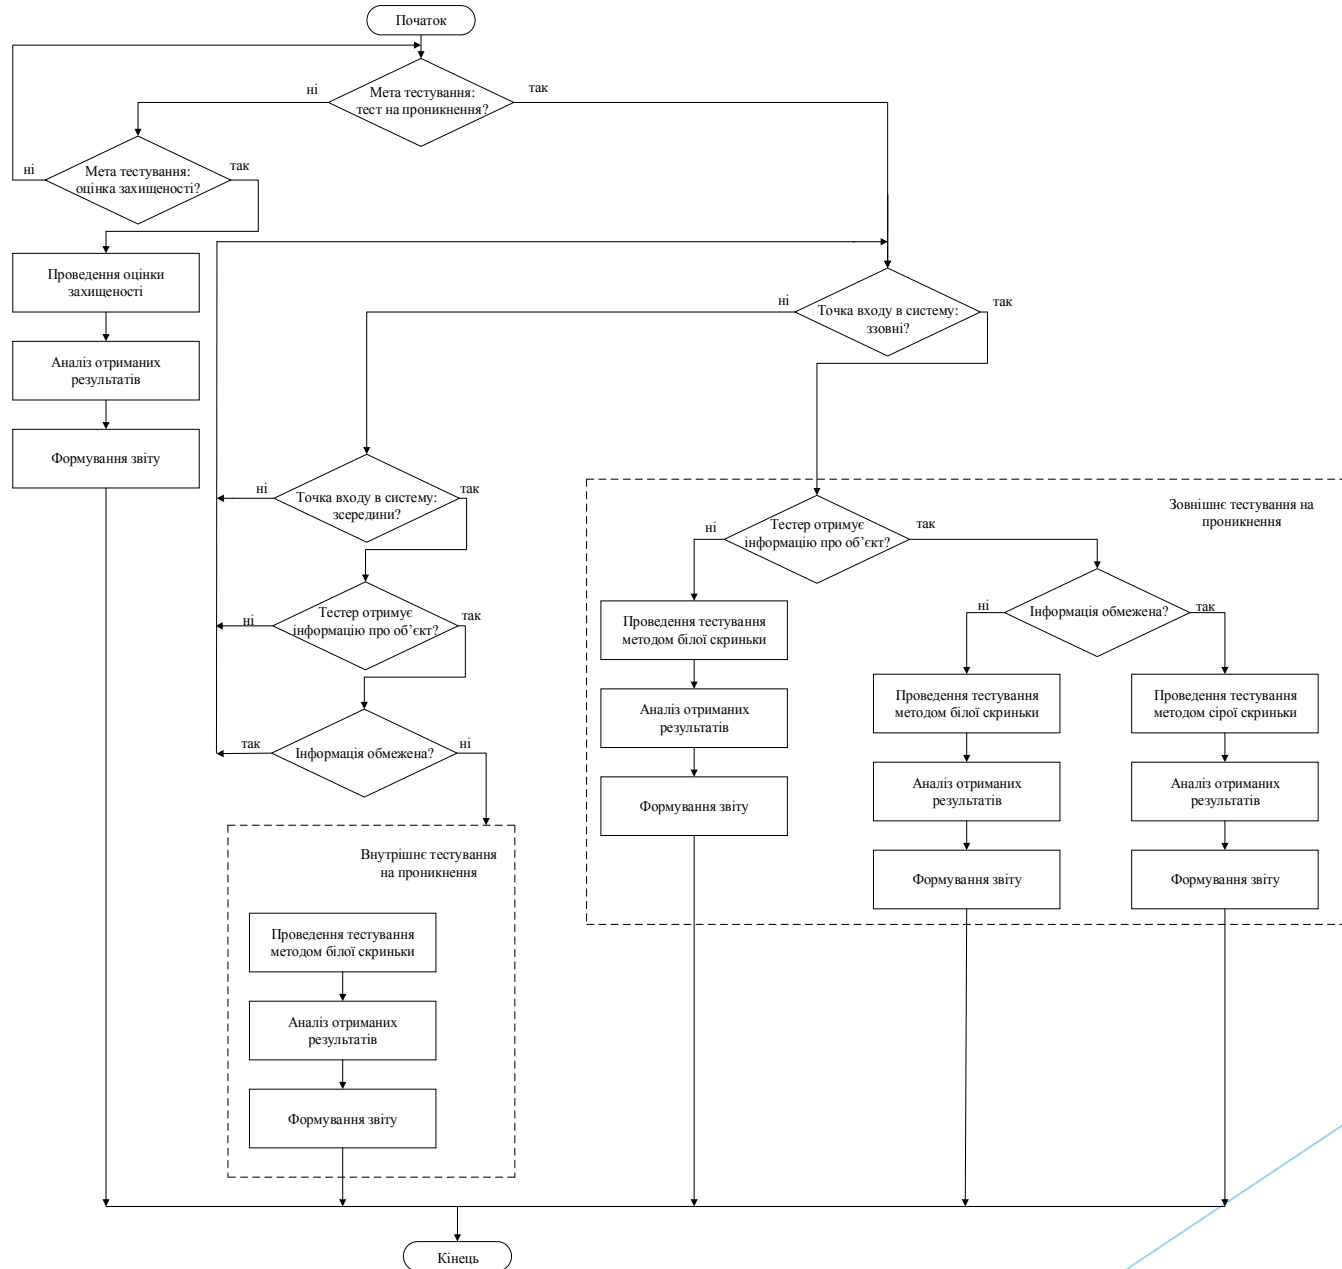 Початок
Мета тестування:
тест на проникнення?
ні
так
Мета тестування:
оцінка захищеності?
ні
так
Проведення оцінки
захищеності
Аналіз отриманих
результатів
Формування звіту
Точка входу в систему:
ззовні?
ні
так
Точка входу в систему:
зсередини?
ні
так
Тестер отримує
інформацію про об’єкт?
ні
так
Інформація обмежена?
так
ні
Внутрішнє тестування
на проникнення
Проведення тестування
методом білої скриньки
Аналіз отриманих
результатів
Формування звіту
Зовнішнє тестування на
проникнення
Тестер отримує
інформацію про об’єкт?
ні
так
Проведення тестування
методом білої скриньки
Аналіз отриманих
результатів
Формування звіту
Інформація обмежена?
ні
так
Проведення тестування
методом білої скриньки
Аналіз отриманих
результатів
Формування звіту
Проведення тестування
методом сірої скриньки
Аналіз отриманих
результатів
Формування звіту
Кінець